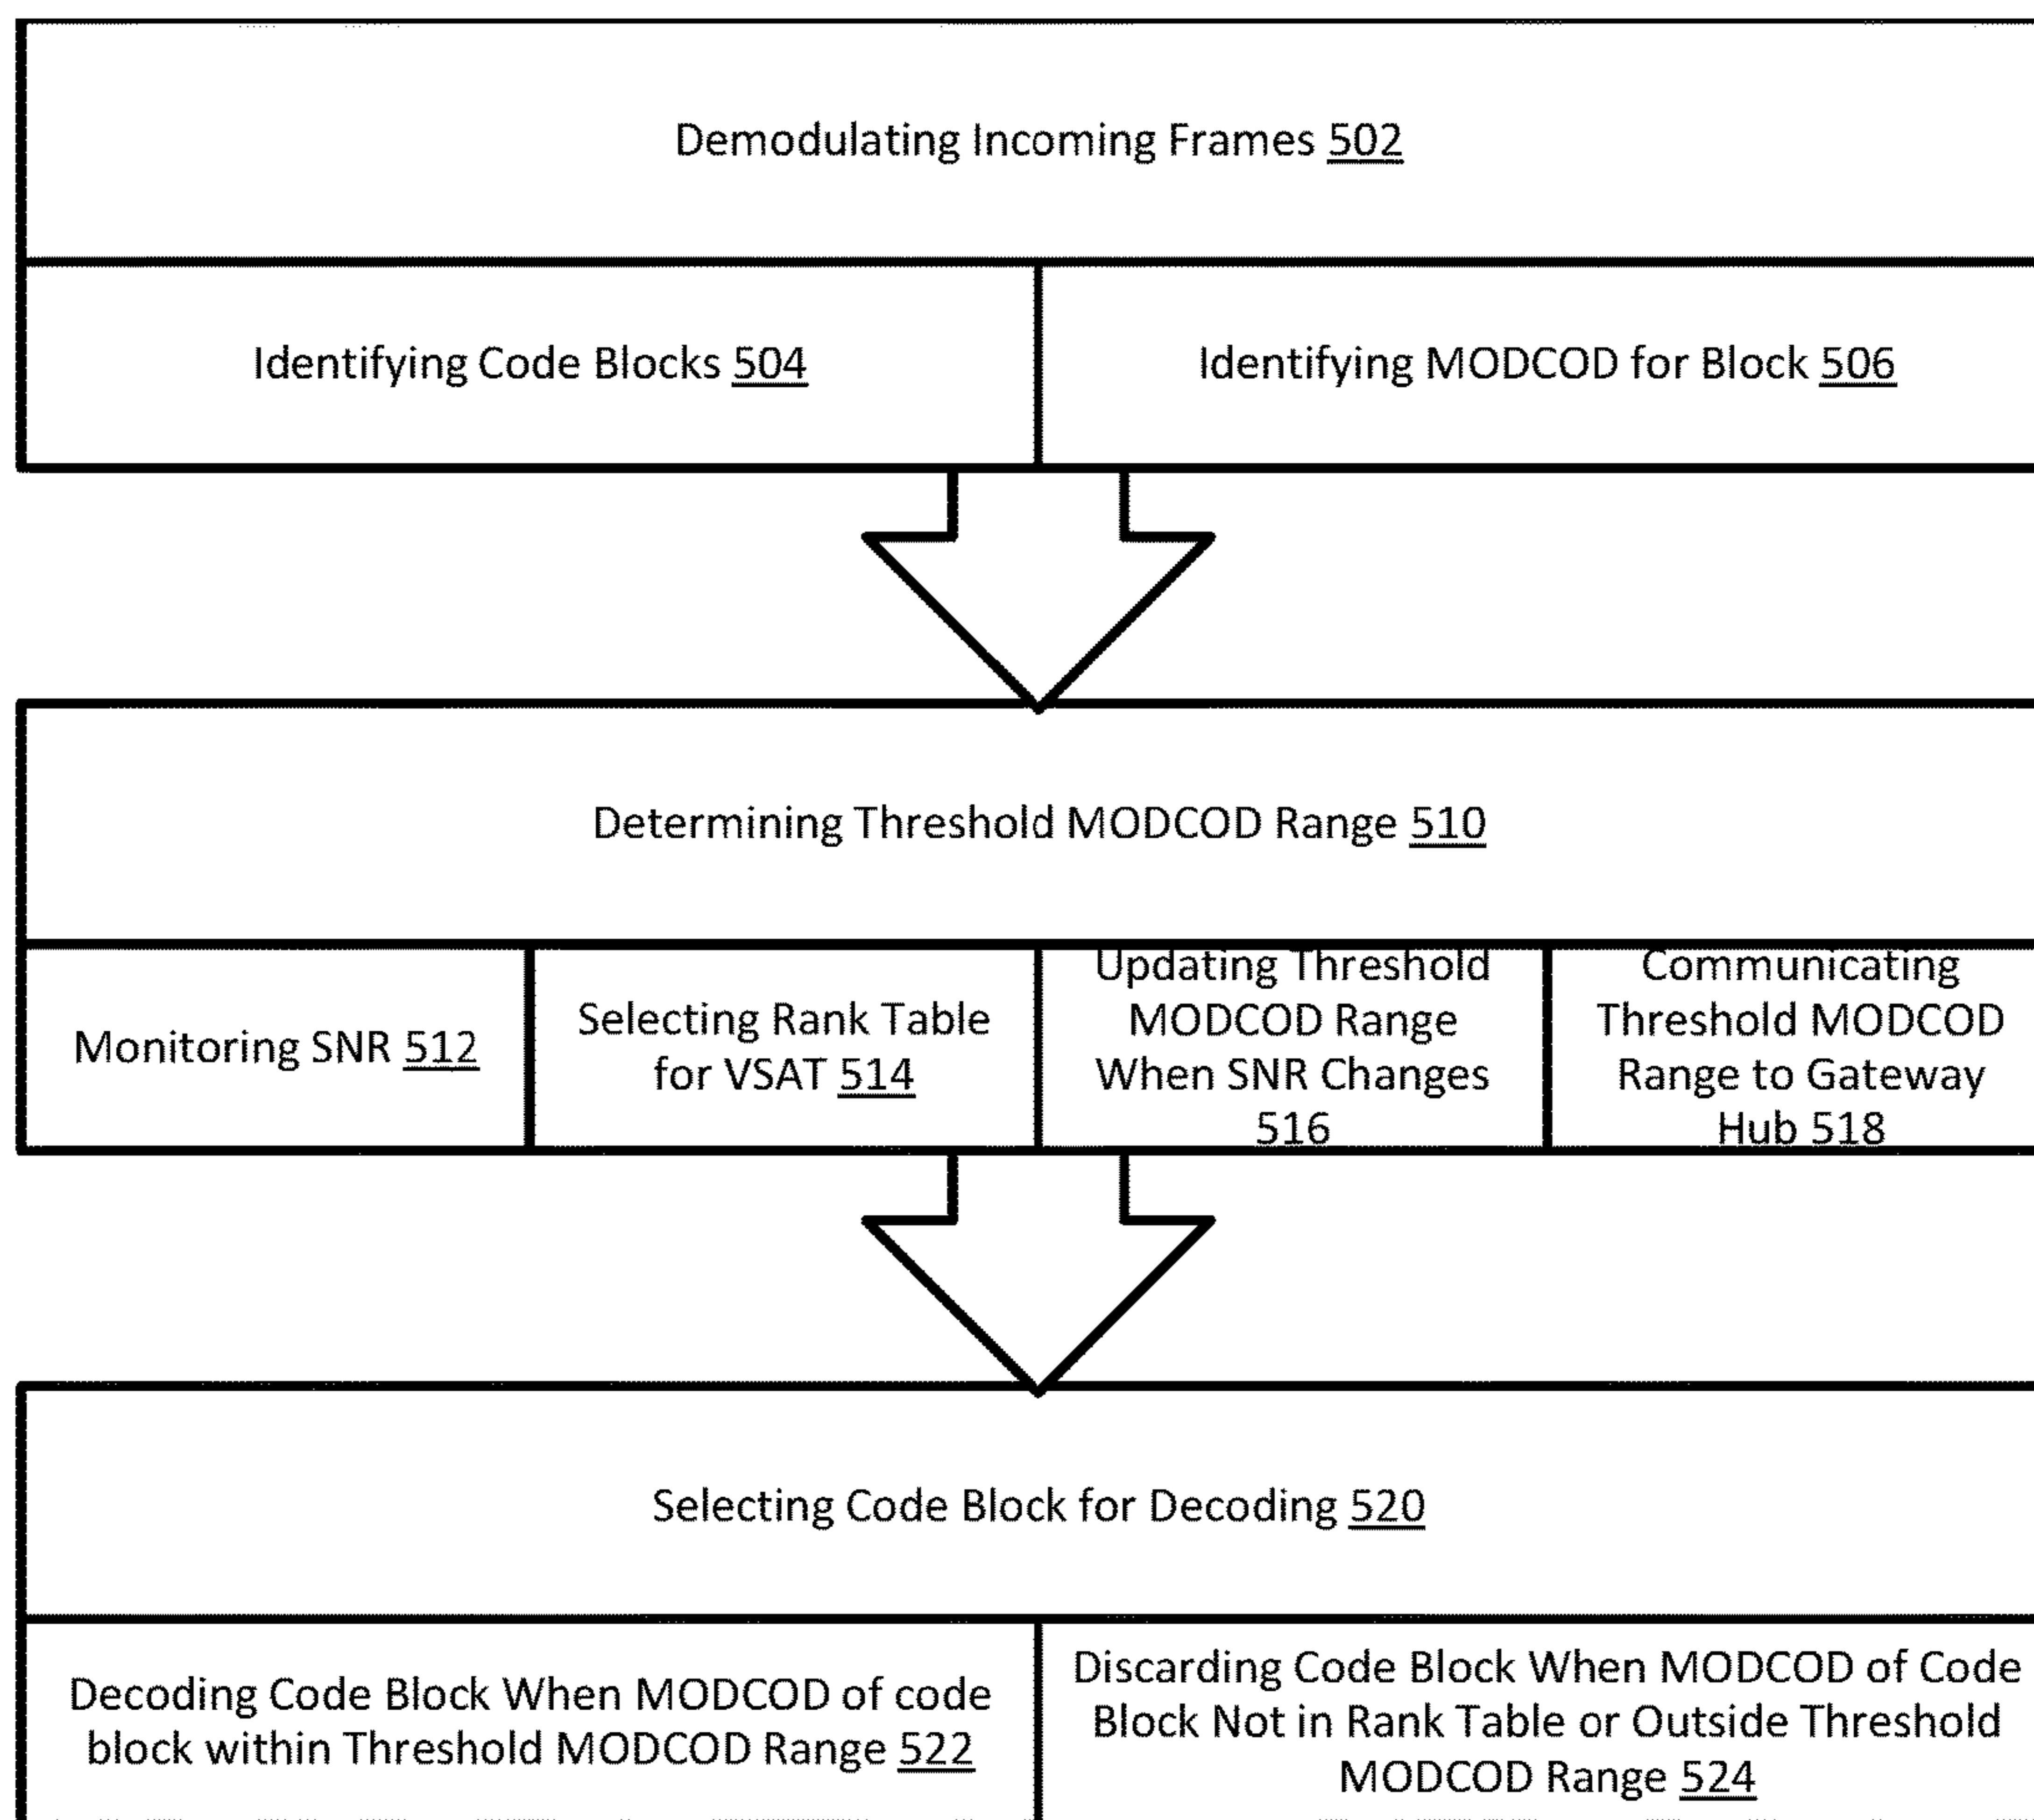 Demodulating Incoming Frames 502
Identifying Code Blocks 504
Identifying MODCOD for Block 506
Determining Threshold MODCOD Range 510
Monitoring SNR 512
Selecting Rank Table
for VSAT 514
Updating Threshold
MODCOD Range
When SNR Changes
516
Communicating
Threshold MODCOD
Range to Gateway
Hub 518
Selecting Code Block for Decoding 520
Decoding Code Block When MODCOD of code
block within Threshold MODCOD Range 522
Discarding Code Block When MODCOD of Code
Block Not in Rank Table or Outside Threshold
MODCOD Range 524